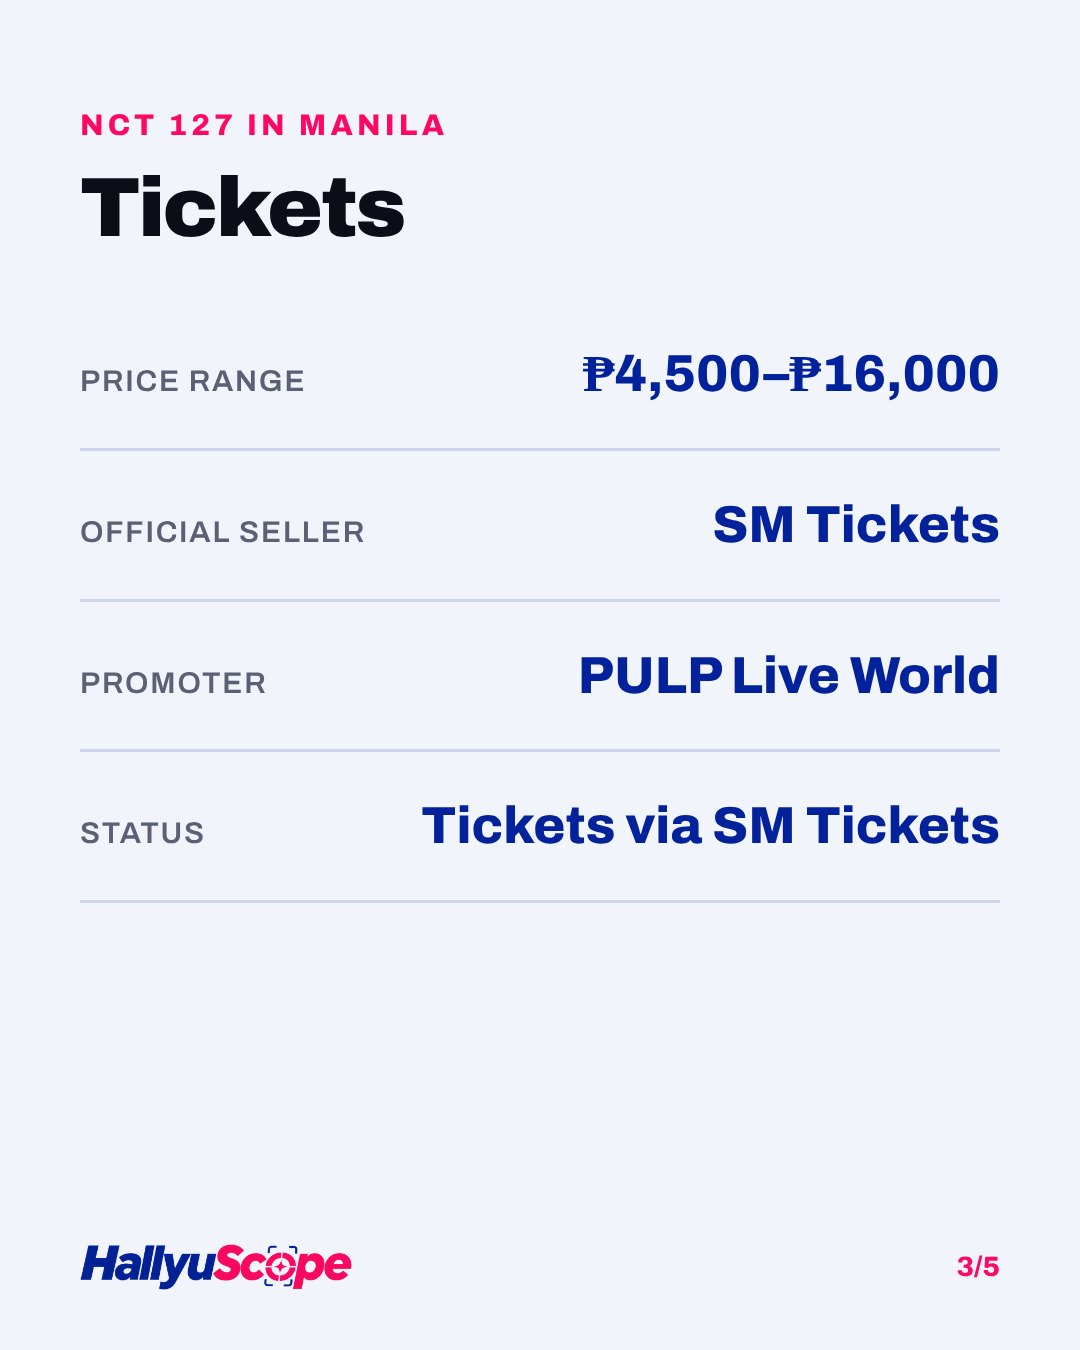 NCT 127 IN MANILA
Tickets
PRICE RANGE ₱4,500–₱16,000
OFFICIAL SELLER SM Tickets
PROMOTER PULP Live World
STATUS Tickets via SM Tickets
HallyuScope 3/5